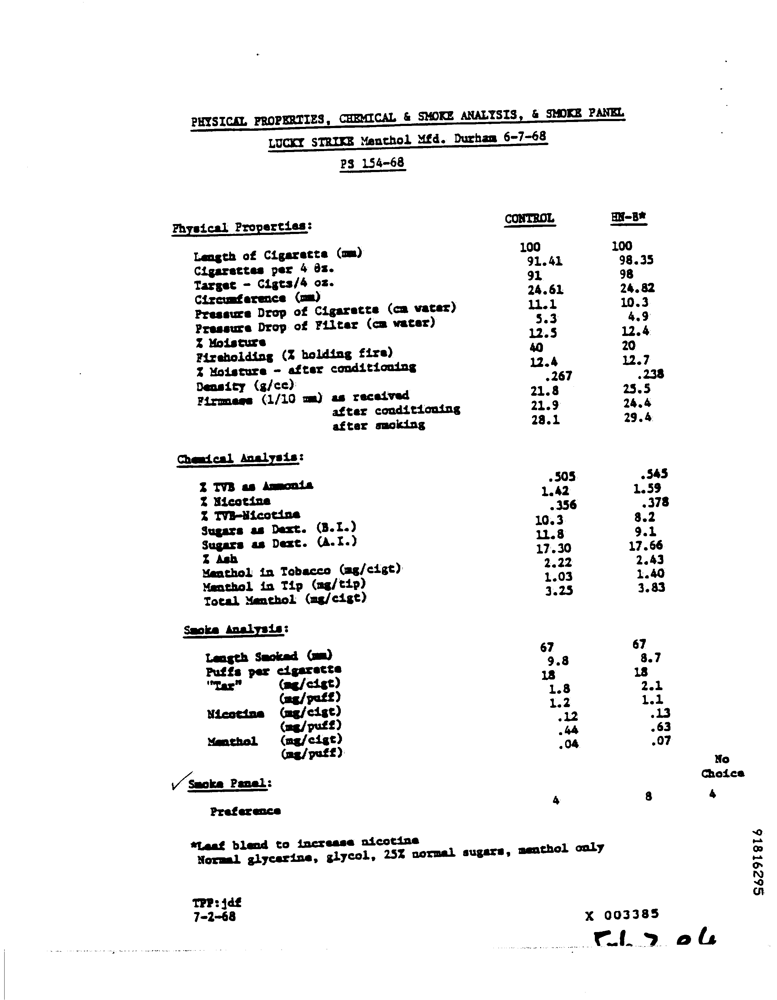 PHYSICAL PROPERTIES, CHEMICAL & SMOKE ANALYSIS, & SMOKE PANEL
LUCKY STRIKE Menthol Mfd. Durham 6-7-68
PS 154-68
CONTROL HN-B*
Physical Properties:
Length of Cigarette (mm) 100 100
Cigarettes per 4 oz. 91.41 98.35
Target - Cigts/4 oz. 91 98
Circumference (mm) 24.61 24.82
Pressure Drop of Cigarette (cm water) 11.1 10.3
Pressure Drop of Filter (cm water) 5.3 4.9
% Moisture 12.5 12.4
Fireholding (% holding fire) 40 20
% Moisture - after conditioning 12.4 12.7
Density (g/cc) .267 .238
Firmness (1/10 mm) as received 21.8 25.5
after conditioning 21.9 24.4
after smoking 28.1 29.4
Chemical Analysis:
% TVB as Ammonia .505 .545
% Nicotine 1.42 1.59
% TVB-Nicotine .356 .378
Sugars as Dext. (B.I.) 10.3 8.2
Sugars as Dext. (A.I.) 11.8 9.1
% Ash 17.30 17.66
Menthol in Tobacco (mg/cigt) 2.22 2.43
Menthol in Tip (mg/tip) 1.03 1.40
Total Menthol (mg/cigt) 3.25 3.83
Smoke Analysis:
Length Smoked (mm) 67 67
Puffs per cigarette 9.8 8.7
"Tar" (mg/cigt) 18 18
(mg/puff) 1.8 2.1
Nicotine (mg/cigt) 1.2 1.1
(mg/puff) .12 .13
Menthol (mg/cigt) .44 .63
(mg/puff) .04 .07
No
Choice
✓ Smoke Panel:
Preference 4 8 4
*Leaf blend to increase nicotine
Normal glycerine, glycol, 25% normal sugars, menthol only
91816295
TPP:jdf
7-2-68
X 003385